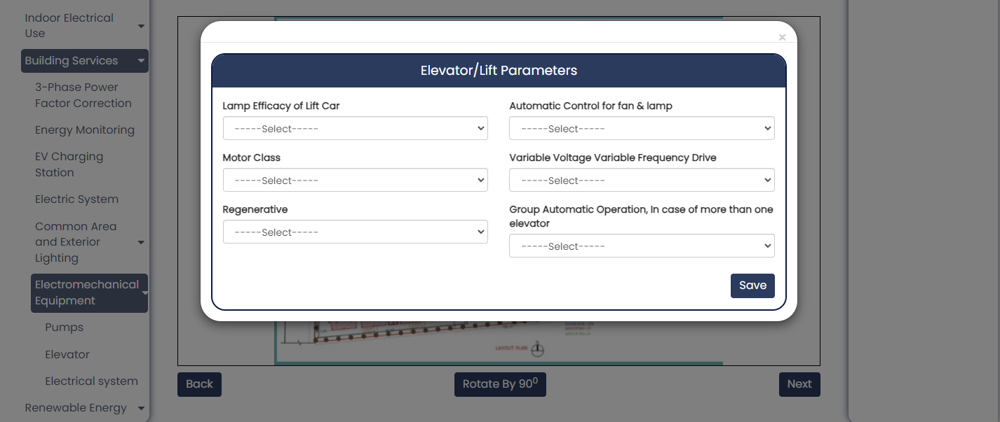 Indoor Electrical
Use
Building Services
3-Phase Power
Factor Correction
Energy Monitoring
EV Charging
Station
Electric System
Common Area
and Exterior
Lighting
Electromechanical
Equipment
Pumps
Elevator
Electrical system
Renewable Energy
×
Elevator/Lift Parameters
Lamp Efficacy of Lift Car
-----Select-----
Automatic Control for fan & lamp
-----Select-----
Motor Class
-----Select-----
Variable Voltage Variable Frequency Drive
-----Select-----
Regenerative
-----Select-----
Group Automatic Operation, In case of more than one
elevator
-----Select-----
Save
LAYOUT PLAN
N
Back
Rotate By 90⁰
Next